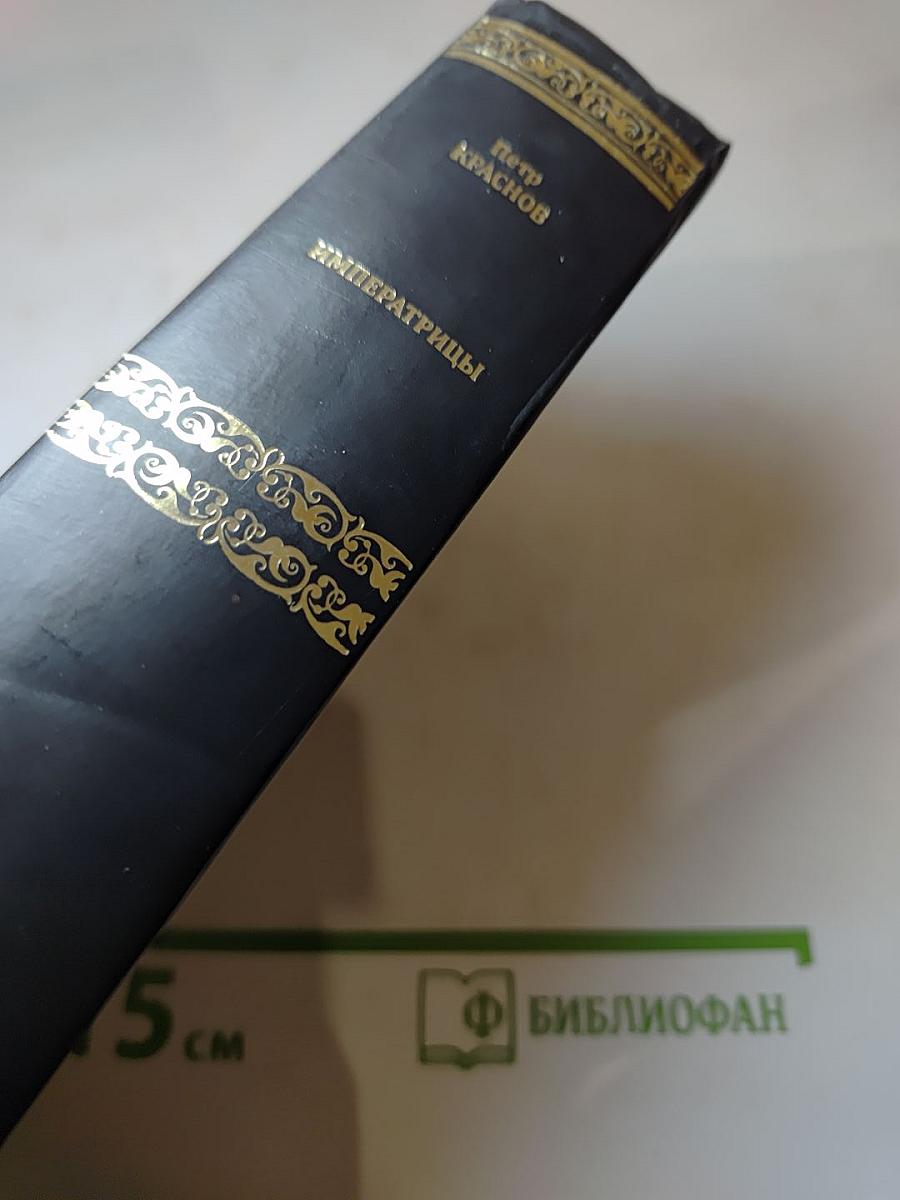 Петр
КРАСНОВ
ИМПЕРАТРИЦЫ
5 см
Ф БИБЛИОФАН